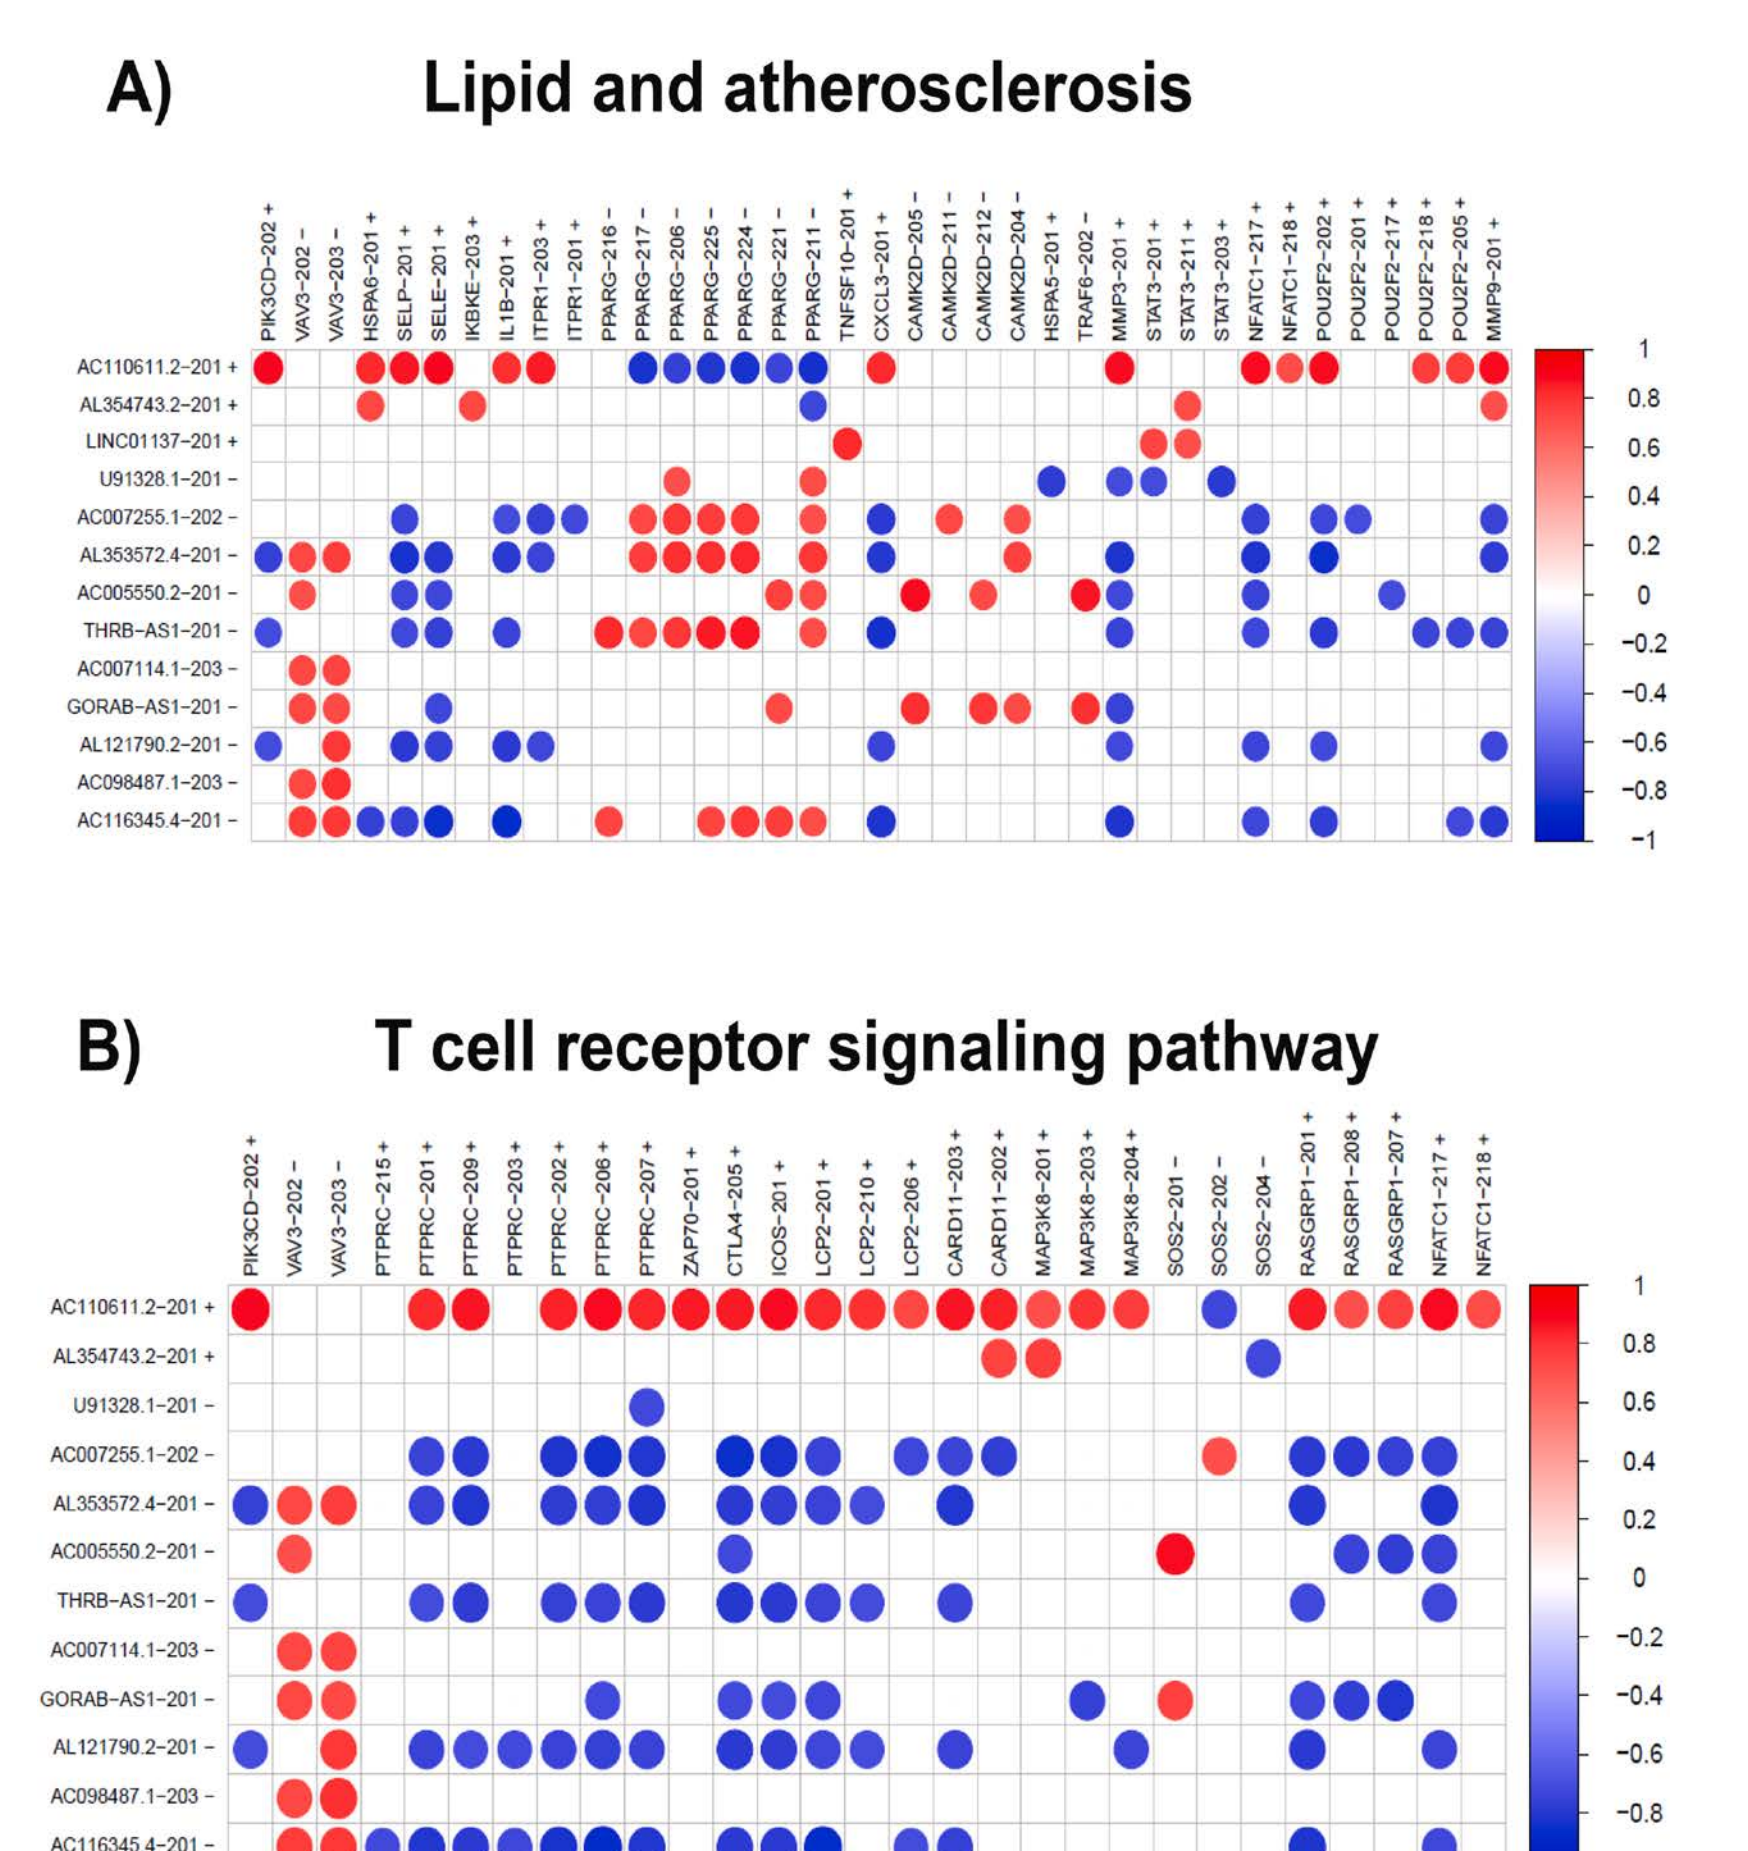 A) Lipid and atherosclerosis
PIK3CD−202 +
VAV3−202 −
VAV3−203 −
HSPA6−201 +
SELP−201 +
SELE−201 +
IKBKE−203 +
IL1B−201 +
ITPR1−203 +
ITPR1−201 +
PPARG−216 −
PPARG−217 −
PPARG−206 −
PPARG−225 −
PPARG−224 −
PPARG−221 −
PPARG−211 −
TNFSF10−201 +
CXCL3−201 +
CAMK2D−205 −
CAMK2D−211 −
CAMK2D−212 −
CAMK2D−204 −
HSPA5−201 +
TRAF6−202 −
MMP3−201 +
STAT3−201 +
STAT3−211 +
STAT3−203 +
NFATC1−217 +
NFATC1−218 +
POU2F2−202 +
POU2F2−201 +
POU2F2−217 +
POU2F2−218 +
POU2F2−205 +
MMP9−201 +
AC110611.2−201 +
AL354743.2−201 +
LINC01137−201 +
U91328.1−201 −
AC007255.1−202 −
AL353572.4−201 −
AC005550.2−201 −
THRB−AS1−201 −
AC007114.1−203 −
GORAB−AS1−201 −
AL121790.2−201 −
AC098487.1−203 −
AC116345.4−201 −
1
0.8
0.6
0.4
0.2
0
−0.2
−0.4
−0.6
−0.8
−1
B) T cell receptor signaling pathway
PIK3CD−202 +
VAV3−202 −
VAV3−203 −
PTPRC−215 +
PTPRC−201 +
PTPRC−209 +
PTPRC−203 +
PTPRC−202 +
PTPRC−206 +
PTPRC−207 +
ZAP70−201 +
CTLA4−205 +
ICOS−201 +
LCP2−201 +
LCP2−210 +
LCP2−206 +
CARD11−203 +
CARD11−202 +
MAP3K8−201 +
MAP3K8−203 +
MAP3K8−204 +
SOS2−201 −
SOS2−202 −
SOS2−204 −
RASGRP1−201 +
RASGRP1−208 +
RASGRP1−207 +
NFATC1−217 +
NFATC1−218 +
AC110611.2−201 +
AL354743.2−201 +
U91328.1−201 −
AC007255.1−202 −
AL353572.4−201 −
AC005550.2−201 −
THRB−AS1−201 −
AC007114.1−203 −
GORAB−AS1−201 −
AL121790.2−201 −
AC098487.1−203 −
AC116345.4−201 −
1
0.8
0.6
0.4
0.2
0
−0.2
−0.4
−0.6
−0.8